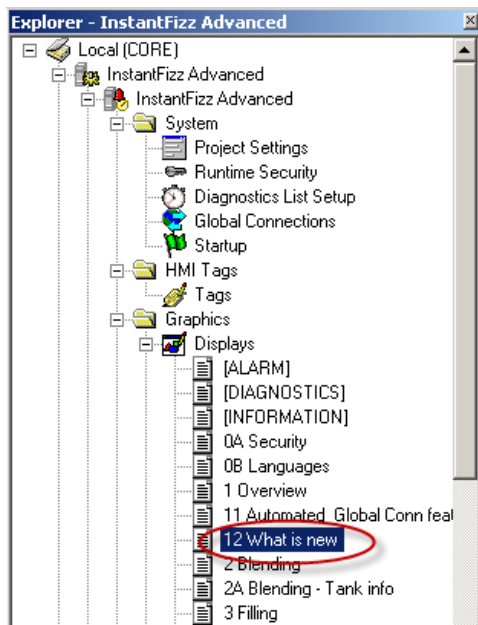 Explorer - InstantFizz Advanced
Local (CORE)
InstantFizz Advanced
InstantFizz Advanced
System
Project Settings
Runtime Security
Diagnostics List Setup
Global Connections
Startup
HMI Tags
Tags
Graphics
Displays
[ALARM]
[DIAGNOSTICS]
[INFORMATION]
0A Security
0B Languages
1 Overview
11 Automated Global Conn feat
12 What is new
2 Blending
2A Blending - Tank info
3 Filling